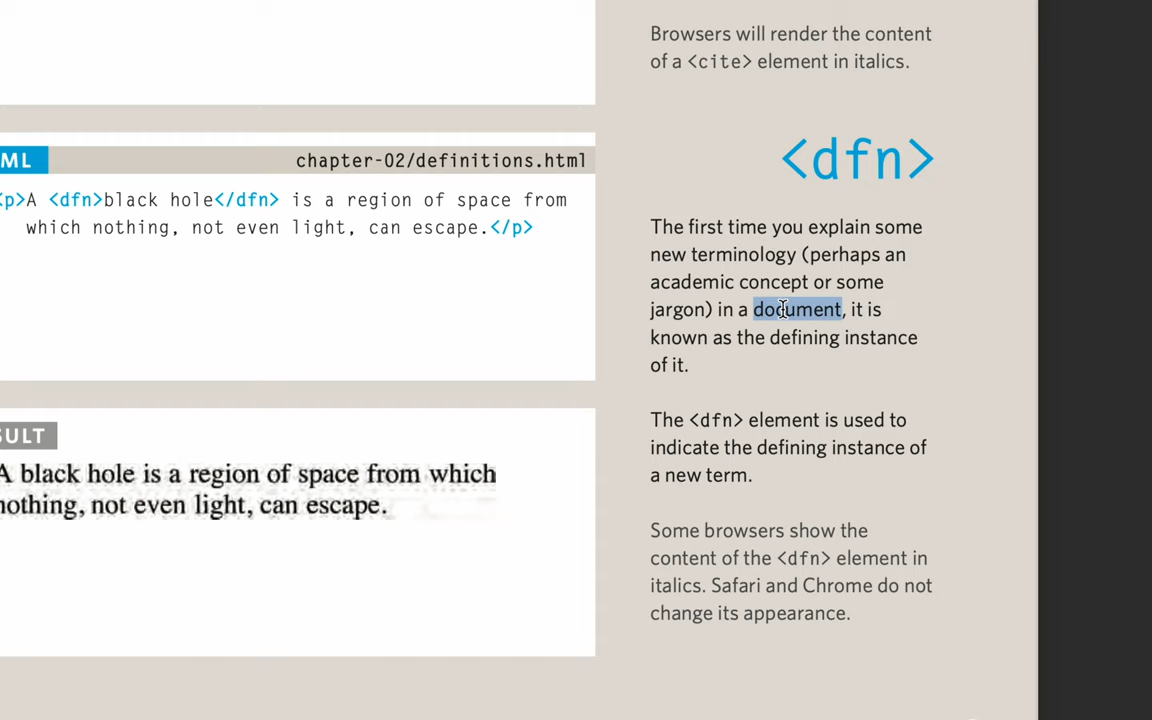 Browsers will render the content
of a <cite> element in italics.
ML
chapter-02/definitions.html
<p>A <dfn>black hole</dfn> is a region of space from
which nothing, not even light, can escape.</p>
SULT
A black hole is a region of space from which
nothing, not even light, can escape.
<dfn>
The first time you explain some
new terminology (perhaps an
academic concept or some
jargon) in a document, it is
known as the defining instance
of it.
The <dfn> element is used to
indicate the defining instance of
a new term.
Some browsers show the
content of the <dfn> element in
italics. Safari and Chrome do not
change its appearance.